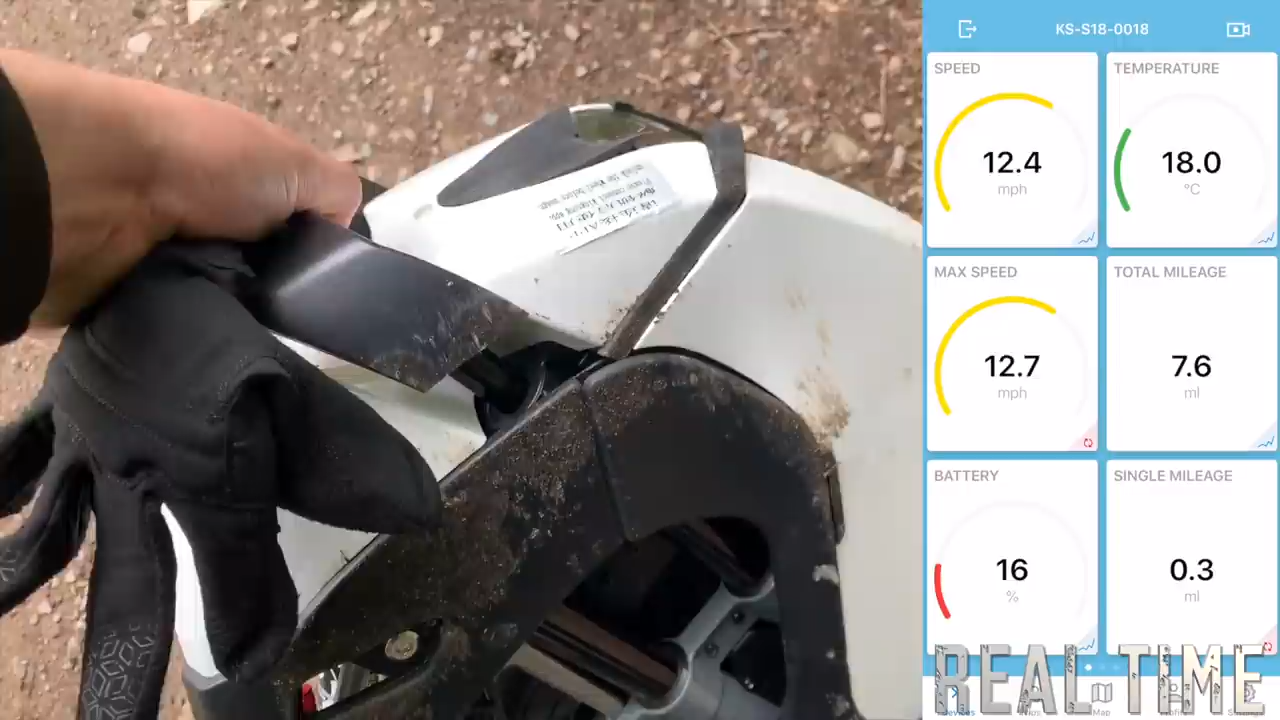 KS-S18-0018
SPEED
12.4
mph
TEMPERATURE
18.0
°C
MAX SPEED
12.7
mph
TOTAL MILEAGE
7.6
ml
BATTERY
16
%
SINGLE MILEAGE
0.3
ml
REAL TIME
Map